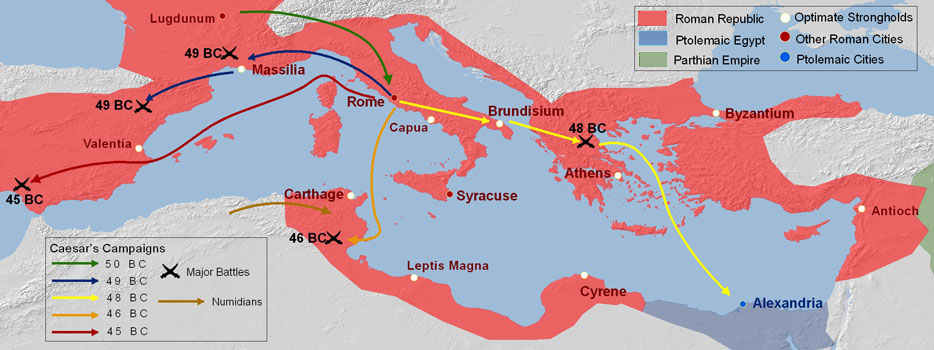 Lugdunum
49 BC
Massilia
49 BC
Valentia
45 BC
Rome
Capua
Brundisium
48 BC
Byzantium
Athens
Syracuse
Carthage
46 BC
Leptis Magna
Cyrene
Antioch
Alexandria
Roman Republic
Ptolemaic Egypt
Parthian Empire
Optimate Strongholds
Other Roman Cities
Ptolemaic Cities
Caesar's Campaigns
50 BC
49 BC
48 BC
46 BC
45 BC
Major Battles
Numidians